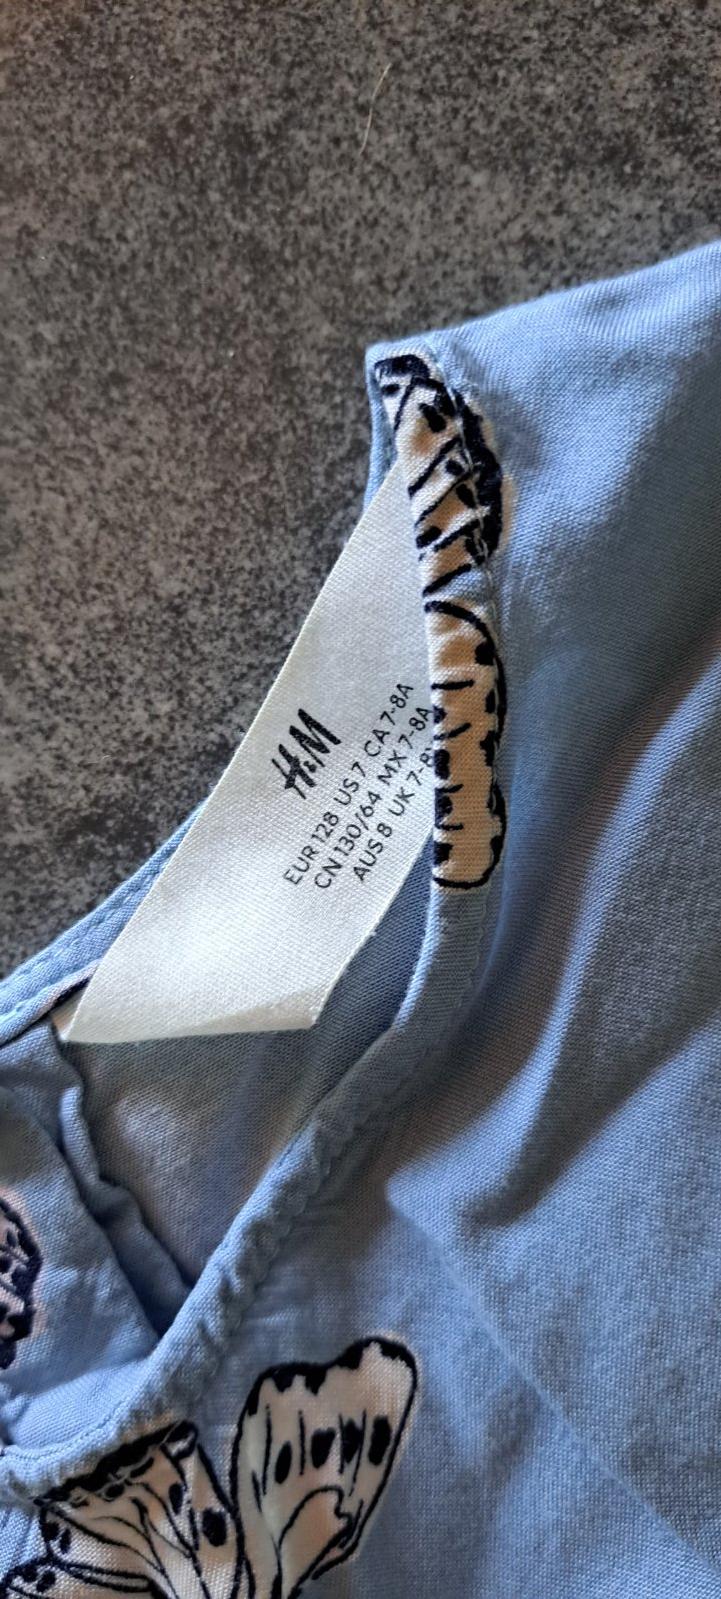 H&M
EUR 128 US 7 CA 7-8A
CN 130/64 MX 7-8A
AUS 8 UK 7-8